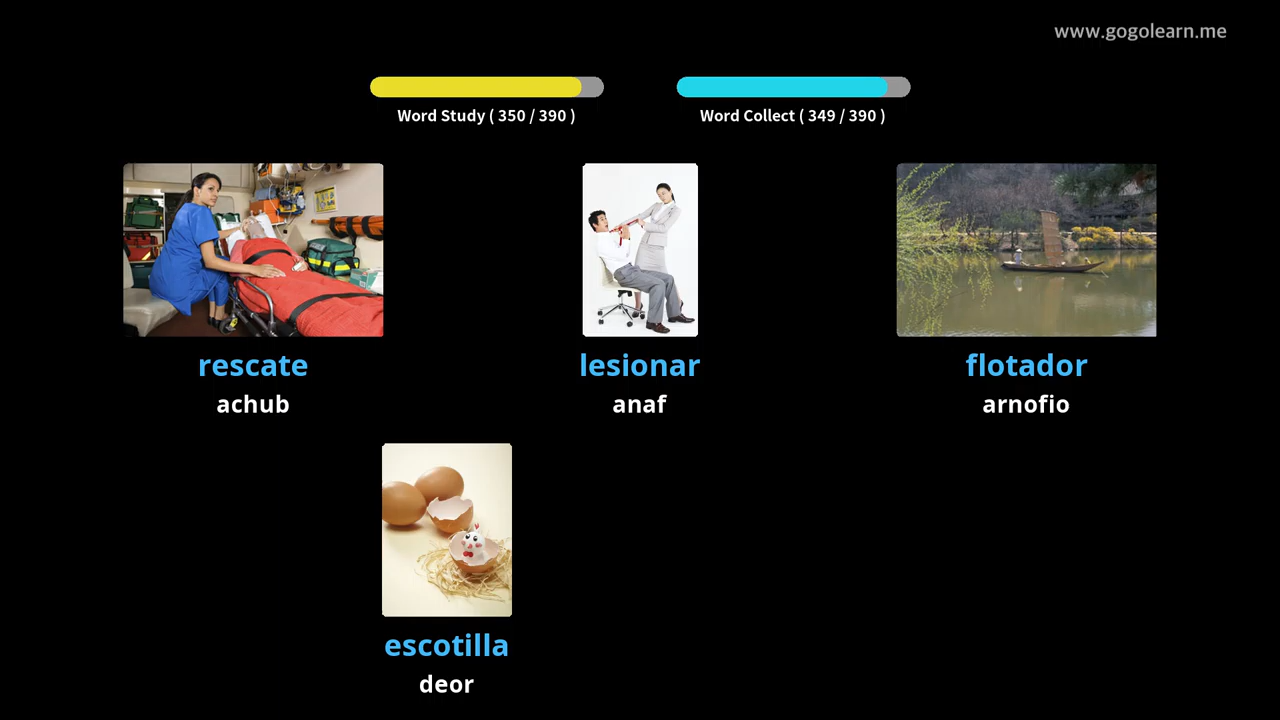 www.gogolearn.me
Word Study ( 350 / 390 )
Word Collect ( 349 / 390 )
rescate
achub
lesionar
anaf
flotador
arnofio
escotilla
deor